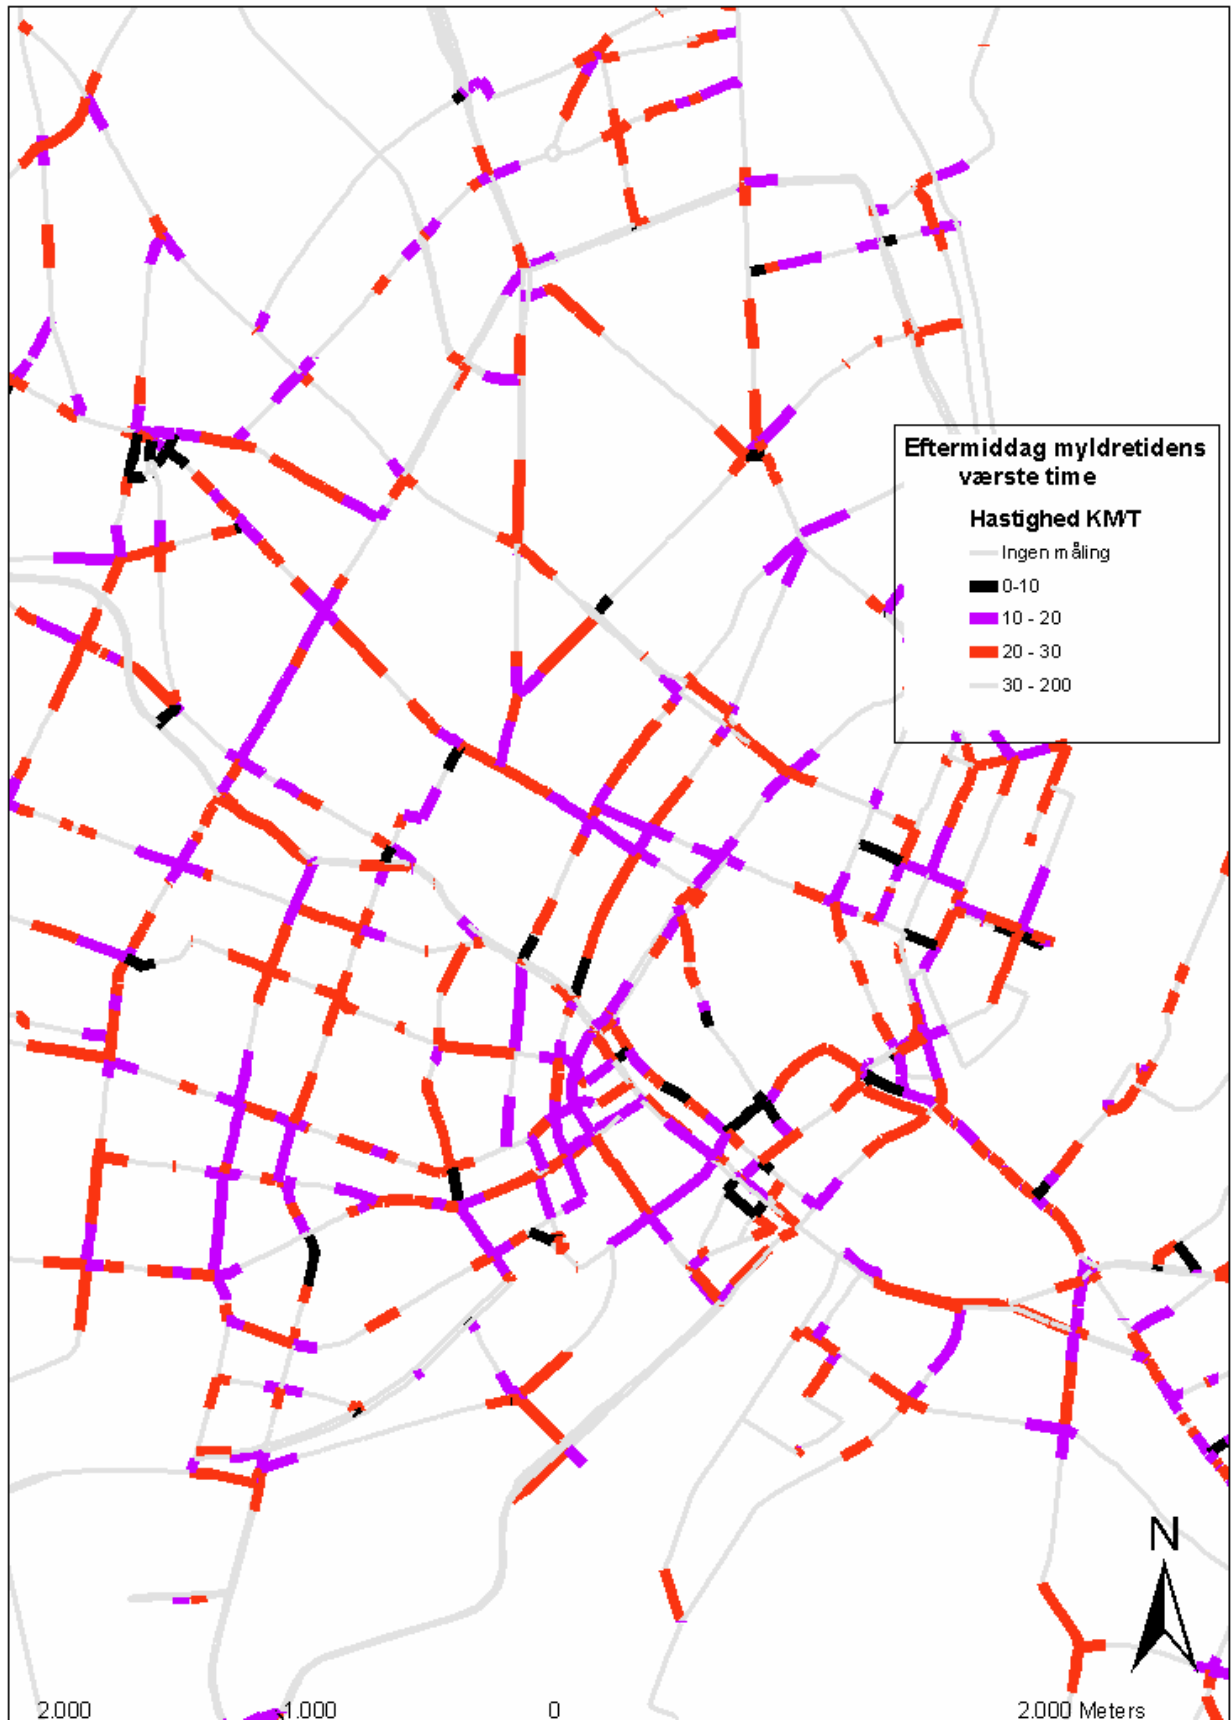 Eftermiddag myldretidens
værste time
Hastighed KM/T
Ingen måling
0-10
10 - 20
20 - 30
30 - 200
N
2.000 1.000 0 2.000 Meters